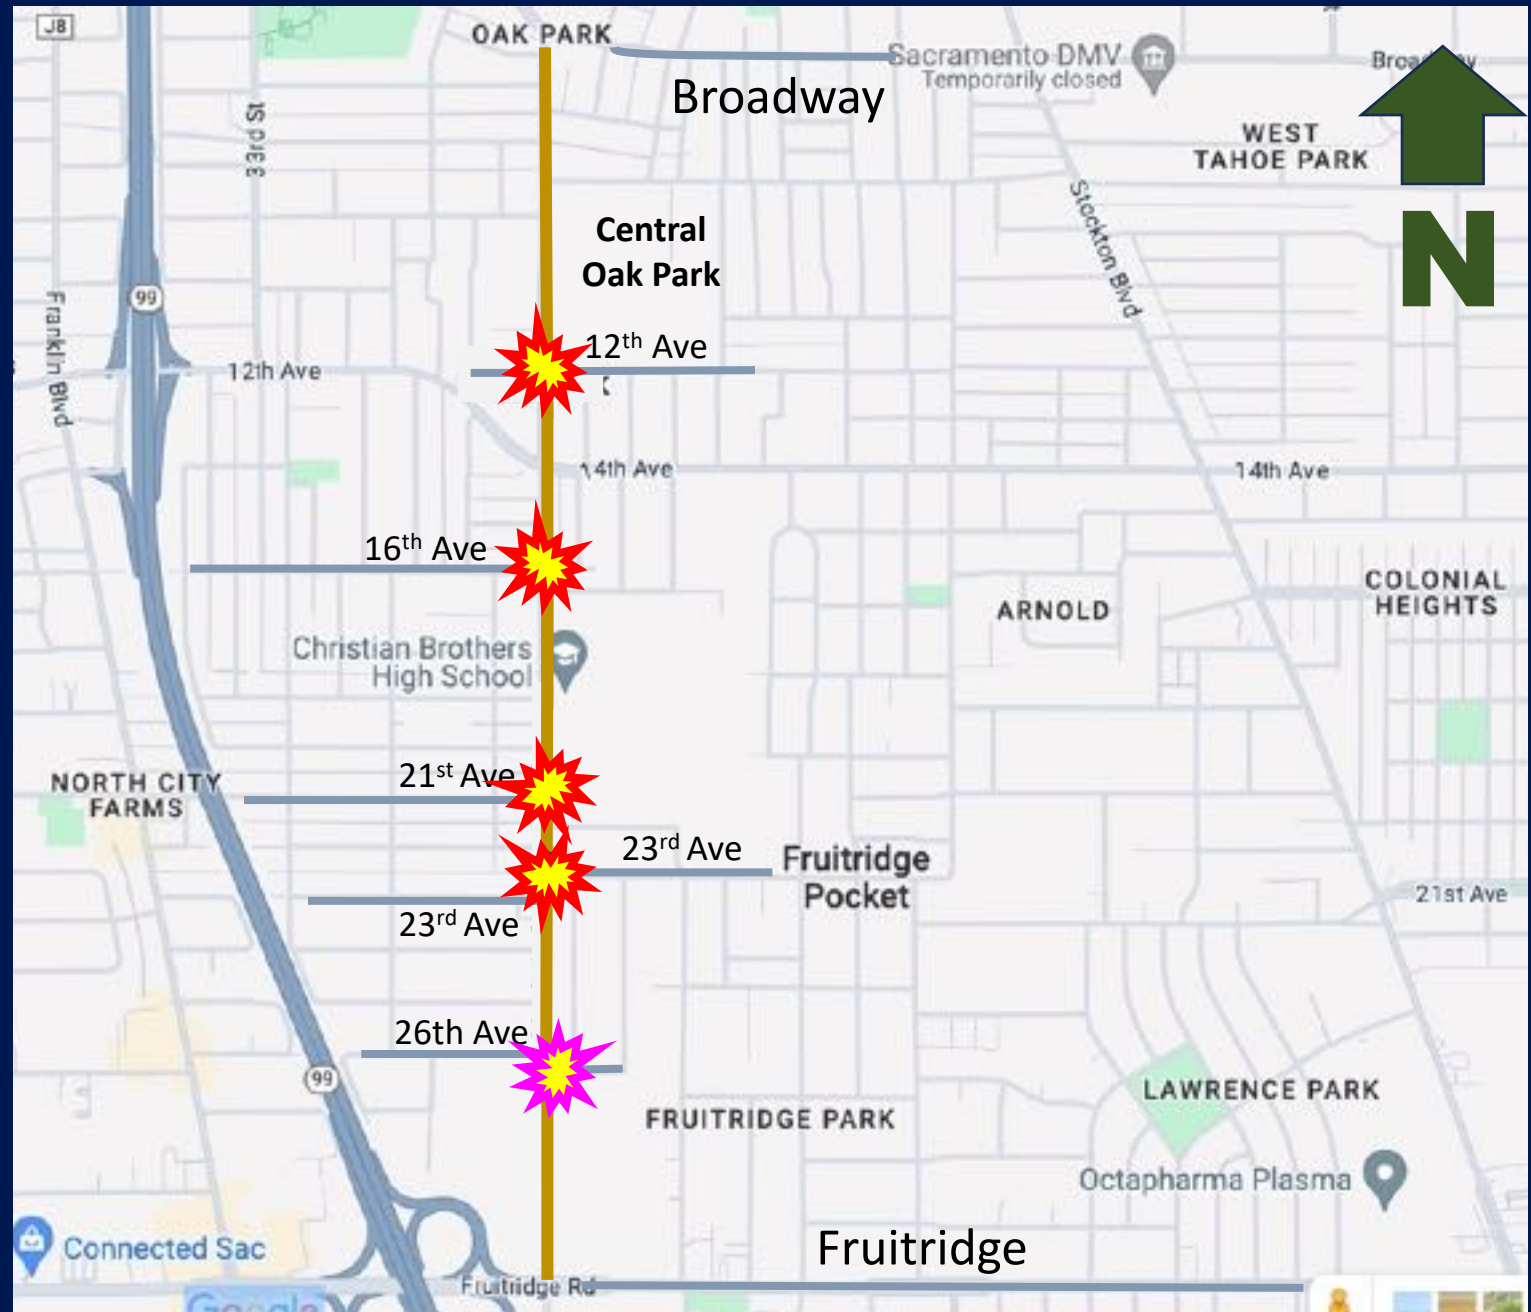 J8
OAK PARK
Sacramento DMV
Temporarily closed
Broadway
Broadway
33rd St
WEST
TAHOE PARK
N
Stockton Blvd
Central
Oak Park
99
Franklin Blvd
12th Ave
12th Ave
14th Ave
14th Ave
16th Ave
COLONIAL
HEIGHTS
ARNOLD
Christian Brothers
High School
21st Ave
NORTH CITY
FARMS
23rd Ave
Fruitridge
Pocket
21st Ave
23rd Ave
26th Ave
99
LAWRENCE PARK
FRUITRIDGE PARK
Octapharma Plasma
Connected Sac
Fruitridge
Fruitridge Rd
Google